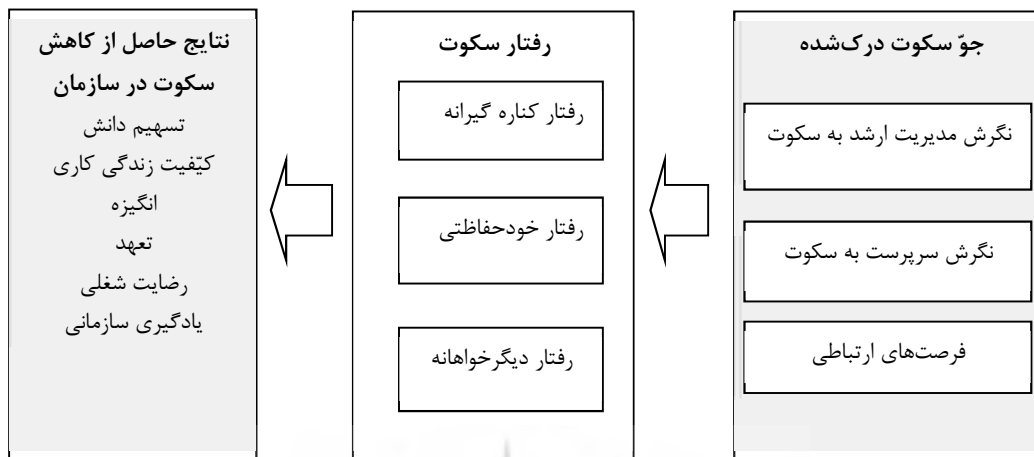 جوّ سکوت درک‌شده
نگرش مدیریت ارشد به سکوت
نگرش سرپرست به سکوت
فرصت‌های ارتباطی
رفتار سکوت
رفتار کناره گیرانه
رفتار خودحفاظتی
رفتار دیگرخواهانه
نتایج حاصل از کاهش
سکوت در سازمان
تسهیم دانش
کیّفیت زندگی کاری
انگیزه
تعهد
رضایت شغلی
یادگیری سازمانی